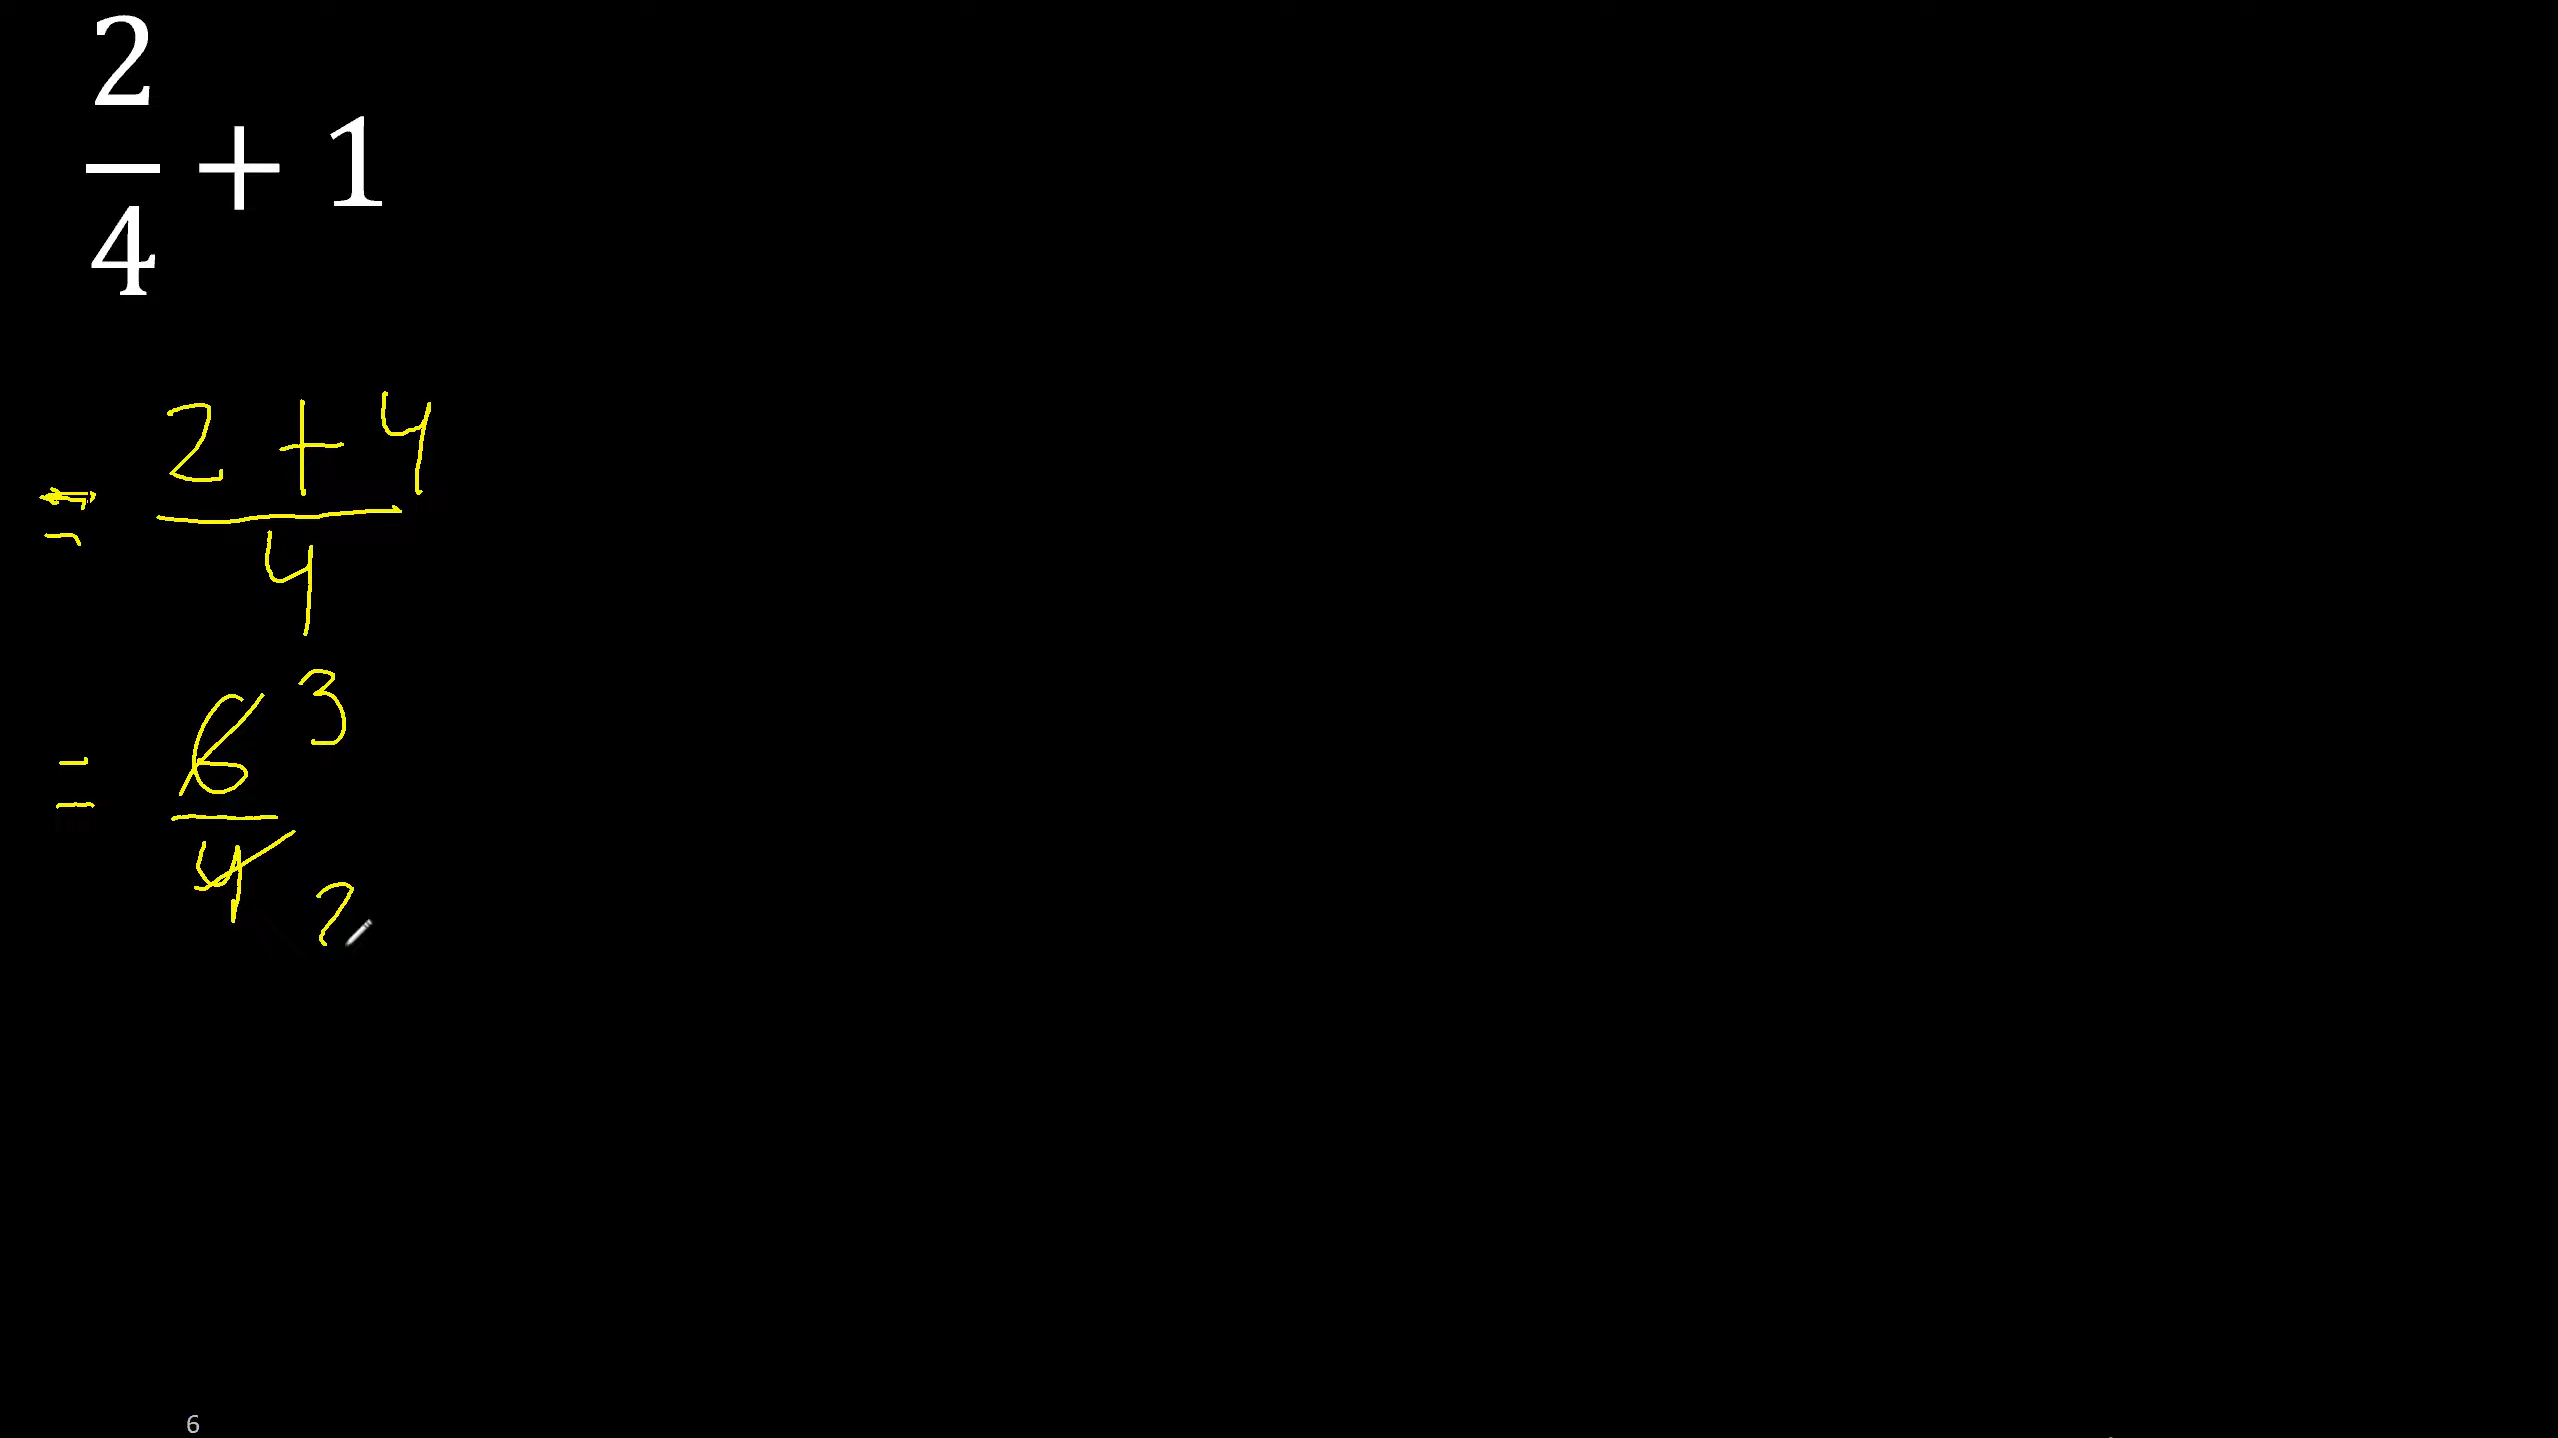 2/4 + 1
= (2 + 4)/4
= 6/4 3 2
6